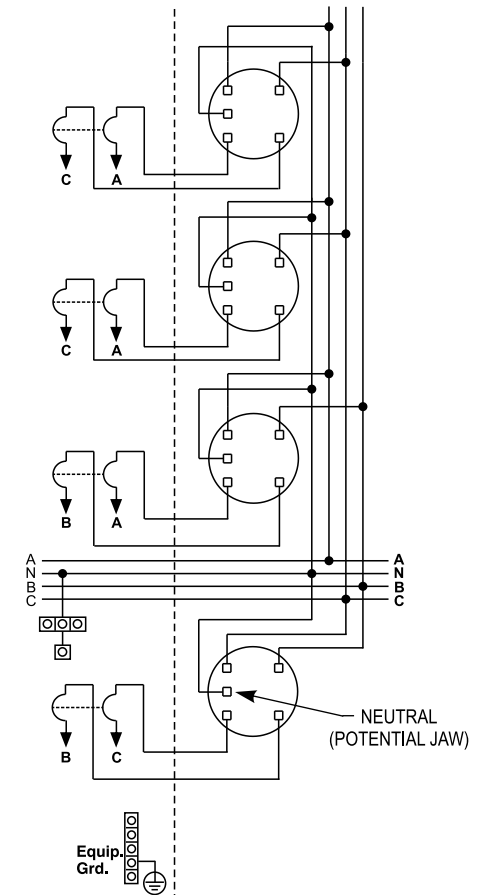 C A
C A
B A
A A
N N
B B
C C
NEUTRAL
(POTENTIAL JAW)
B C
Equip.
Grd.